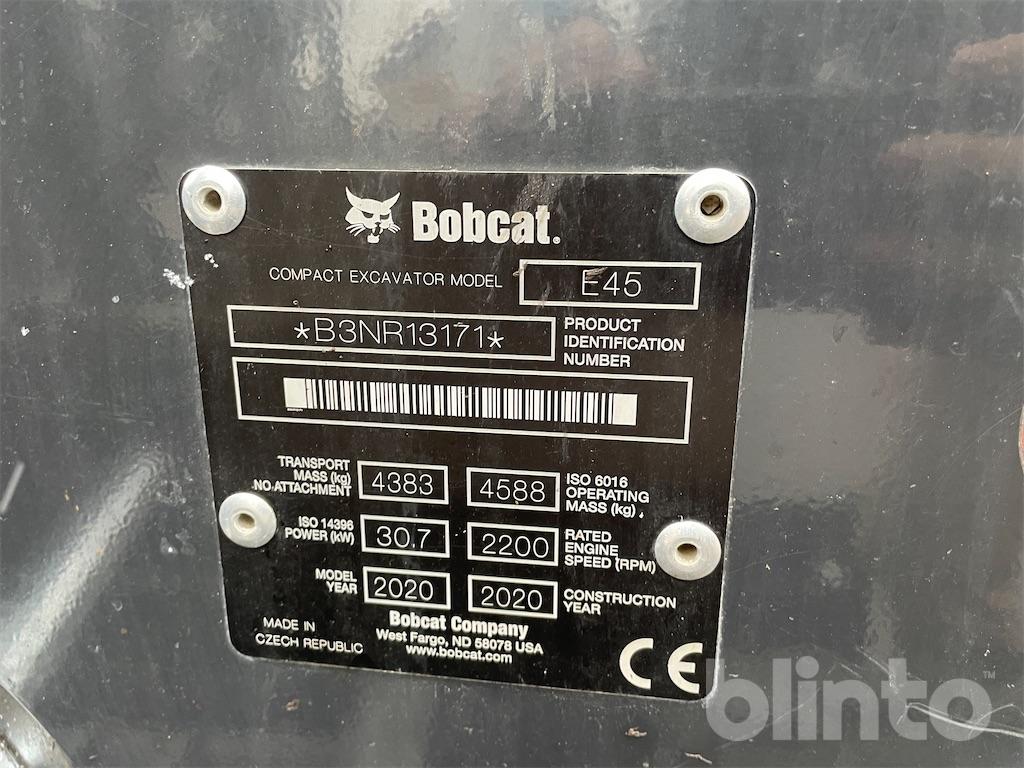 Bobcat.
COMPACT EXCAVATOR MODEL E45
*B3NR13171*
PRODUCT
IDENTIFICATION
NUMBER
TRANSPORT
MASS (kg)
NO ATTACHMENT
4383
4588
ISO 6016
OPERATING
MASS (kg)
ISO 14396
POWER (kW)
30.7
2200
RATED
ENGINE
SPEED (RPM)
MODEL
YEAR
2020
2020
CONSTRUCTION
YEAR
MADE IN
CZECH REPUBLIC
Bobcat Company
West Fargo, ND 58078 USA
www.bobcat.com
CE
blinto™